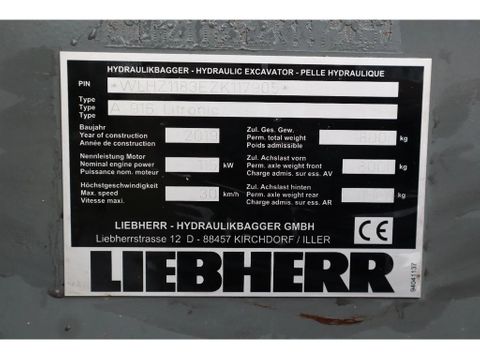 HYDRAULIKBAGGER - HYDRAULIC EXCAVATOR - PELLE HYDRAULIQUE
PIN
Type
Type A 916 Litronic
Type
Baujahr
Year of construction
Année de construction
Zul. Ges. Gew.
Perm. total weight kg
Poids admissible
Nennleistung Motor
Nominal engine power kW
Puissance nom. moteur
Zul. Achslast vorn
Perm. axle weight front kg
Charge admis. sur ess. AV
Höchstgeschwindigkeit
Max. speed 30 km/h
Vitesse maxi.
Zul. Achslast hinten
Perm. axle weight rear kg
Charge admis. sur ess. AR
LIEBHERR - HYDRAULIKBAGGER GMBH
Liebherrstrasse 12 D - 88457 KIRCHDORF / ILLER
CE
LIEBHERR
94041137